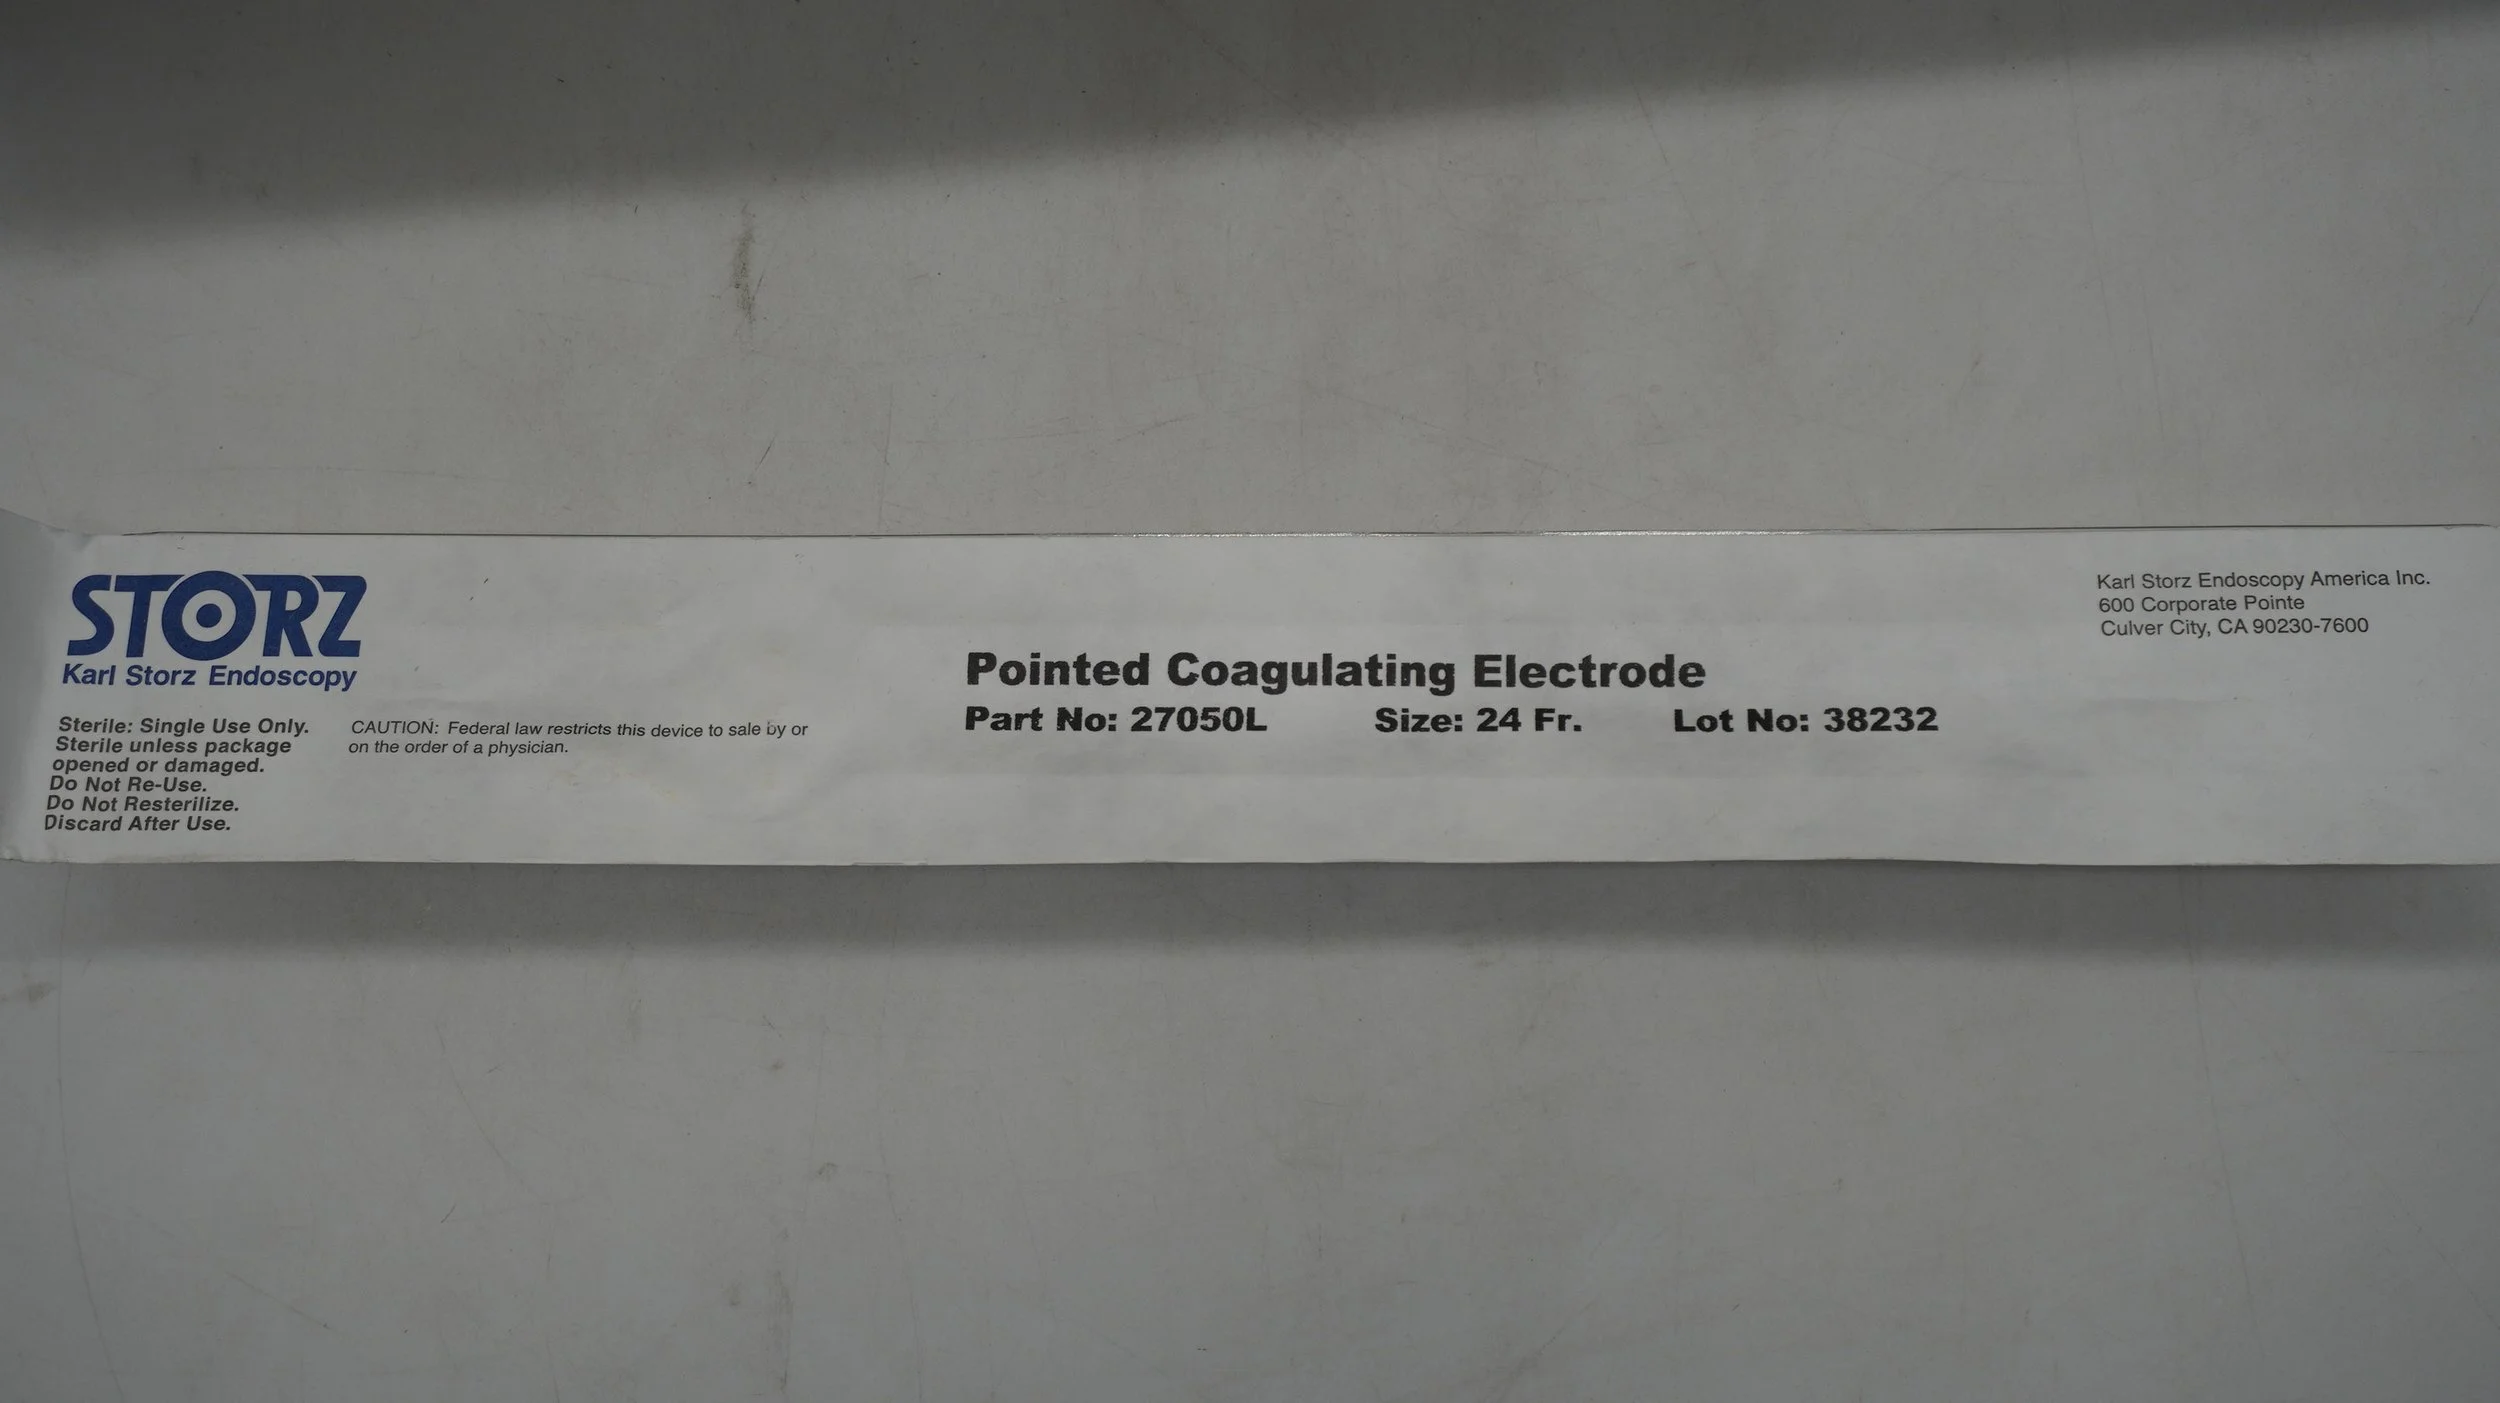 STORZ
Karl Storz Endoscopy
Sterile: Single Use Only.
Sterile unless package
opened or damaged.
Do Not Re-Use.
Do Not Resterilize.
Discard After Use.
CAUTION: Federal law restricts this device to sale by or
on the order of a physician.
Pointed Coagulating Electrode
Part No: 27050L Size: 24 Fr. Lot No: 38232
Karl Storz Endoscopy America Inc.
600 Corporate Pointe
Culver City, CA 90230-7600